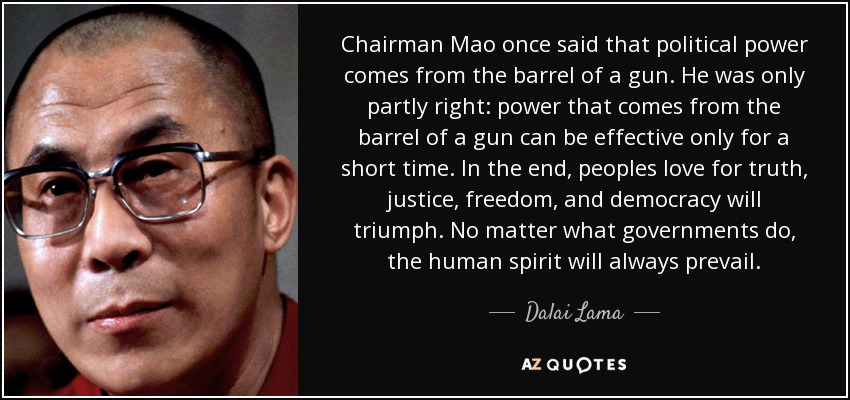 Chairman Mao once said that political power
comes from the barrel of a gun. He was only
partly right: power that comes from the
barrel of a gun can be effective only for a
short time. In the end, peoples love for truth,
justice, freedom, and democracy will
triumph. No matter what governments do,
the human spirit will always prevail.
Dalai Lama
AZ QUOTES